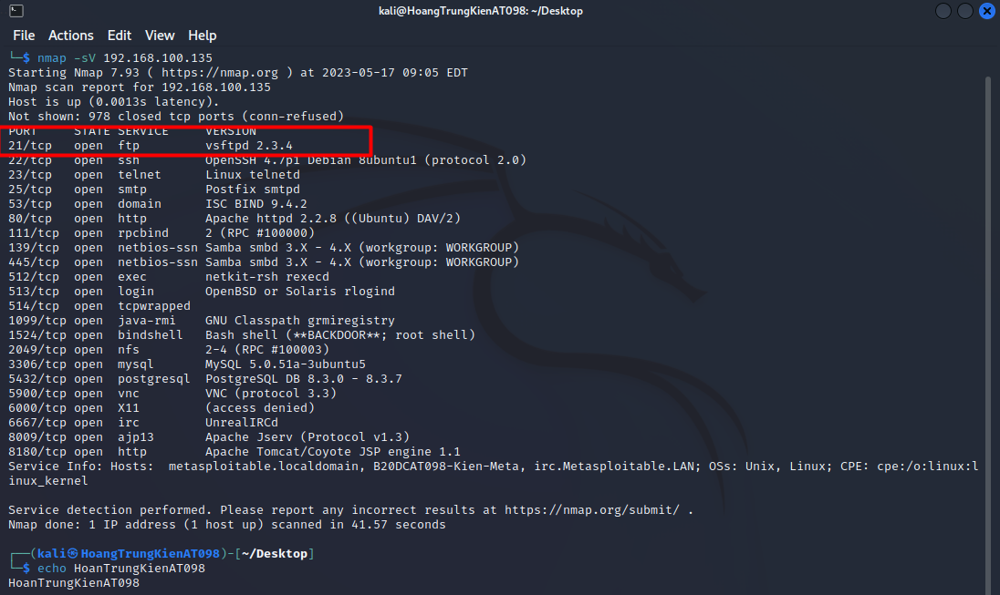 kali@HoangTrungKienAT098: ~/Desktop
File Actions Edit View Help
└─$ nmap -sV 192.168.100.135
Starting Nmap 7.93 ( https://nmap.org ) at 2023-05-17 09:05 EDT
Nmap scan report for 192.168.100.135
Host is up (0.0013s latency).
Not shown: 978 closed tcp ports (conn-refused)
PORT     STATE SERVICE     VERSION
21/tcp   open  ftp         vsftpd 2.3.4
22/tcp   open  ssh         OpenSSH 4.7p1 Debian 8ubuntu1 (protocol 2.0)
23/tcp   open  telnet      Linux telnetd
25/tcp   open  smtp        Postfix smtpd
53/tcp   open  domain      ISC BIND 9.4.2
80/tcp   open  http        Apache httpd 2.2.8 ((Ubuntu) DAV/2)
111/tcp  open  rpcbind     2 (RPC #100000)
139/tcp  open  netbios-ssn Samba smbd 3.X - 4.X (workgroup: WORKGROUP)
445/tcp  open  netbios-ssn Samba smbd 3.X - 4.X (workgroup: WORKGROUP)
512/tcp  open  exec        netkit-rsh rexecd
513/tcp  open  login       OpenBSD or Solaris rlogind
514/tcp  open  tcpwrapped
1099/tcp open  java-rmi    GNU Classpath grmiregistry
1524/tcp open  bindshell   Bash shell (**BACKDOOR**; root shell)
2049/tcp open  nfs         2-4 (RPC #100003)
3306/tcp open  mysql       MySQL 5.0.51a-3ubuntu5
5432/tcp open  postgresql  PostgreSQL DB 8.3.0 - 8.3.7
5900/tcp open  vnc         VNC (protocol 3.3)
6000/tcp open  X11         (access denied)
6667/tcp open  irc         UnrealIRCd
8009/tcp open  ajp13       Apache Jserv (Protocol v1.3)
8180/tcp open  http        Apache Tomcat/Coyote JSP engine 1.1
Service Info: Hosts:  metasploitable.localdomain, B20DCAT098-Kien-Meta, irc.Metasploitable.LAN; OSs: Unix, Linux; CPE: cpe:/o:linux:l
inux_kernel
Service detection performed. Please report any incorrect results at https://nmap.org/submit/ .
Nmap done: 1 IP address (1 host up) scanned in 41.57 seconds
┌──(kali㉿HoangTrungKienAT098)-[~/Desktop]
└─$ echo HoanTrungKienAT098
HoanTrungKienAT098